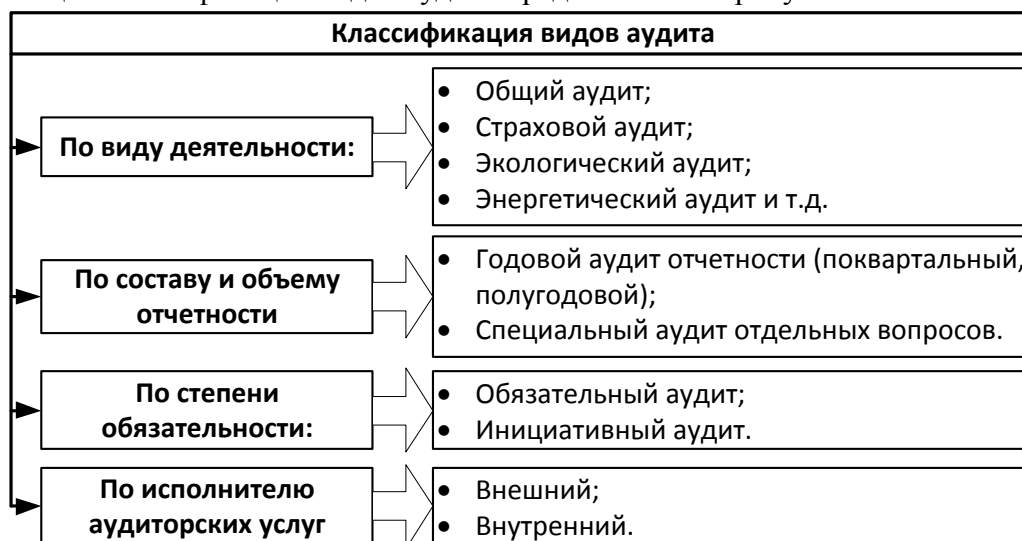 Классификация видов аудита
По виду деятельности:
• Общий аудит;
• Страховой аудит;
• Экологический аудит;
• Энергетический аудит и т.д.
По составу и объему
отчетности
• Годовой аудит отчетности (поквартальный,
полугодовой);
• Специальный аудит отдельных вопросов.
По степени
обязательности:
• Обязательный аудит;
• Инициативный аудит.
По исполнителю
аудиторских услуг
• Внешний;
• Внутренний.